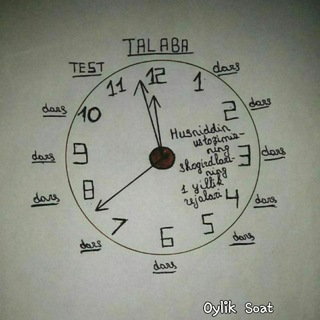 TALABA
TEST
dars
11
12
1
dars
10
2
dars
Husniddin
ustozimiz-
ning
shogirdlari-
ning
1 yillik
rejalari
dars
9
3
dars
dars
8
4
dars
7
6
5
dars
dars
dars
Oylik Soat